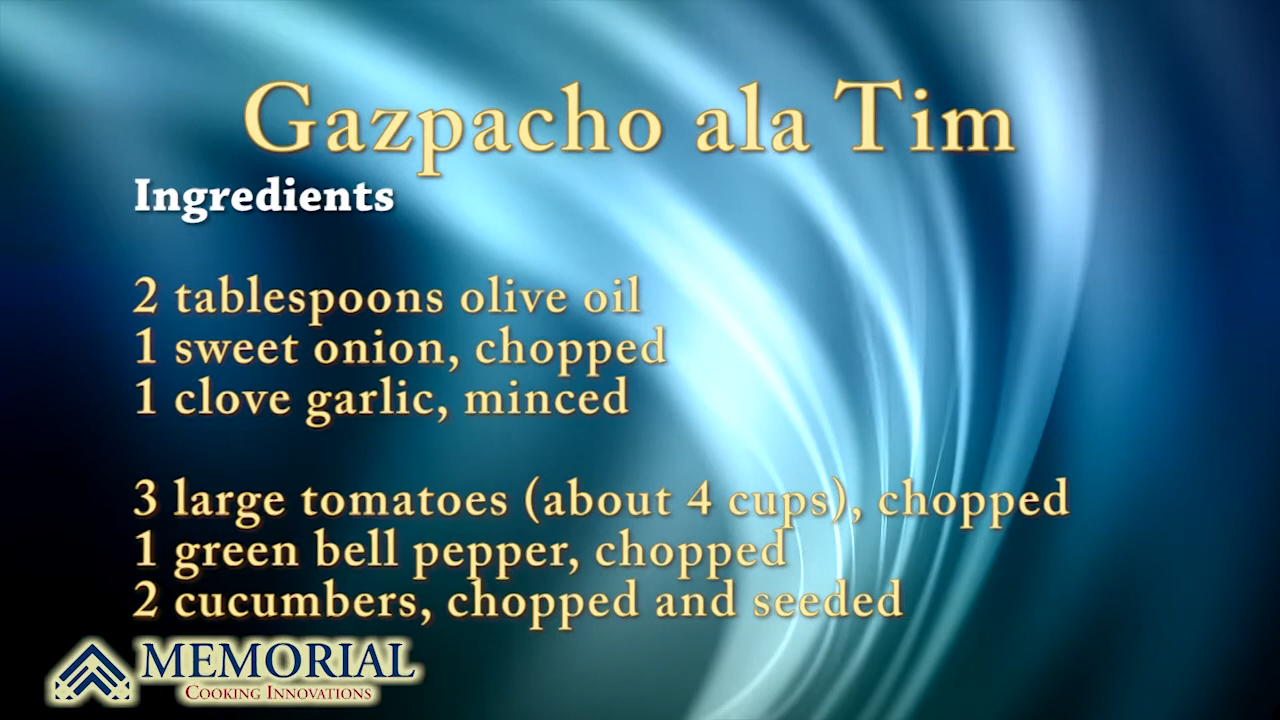 Gazpacho ala Tim
Ingredients
2 tablespoons olive oil
1 sweet onion, chopped
1 clove garlic, minced
3 large tomatoes (about 4 cups), chopped
1 green bell pepper, chopped
2 cucumbers, chopped and seeded
MEMORIAL
COOKING INNOVATIONS